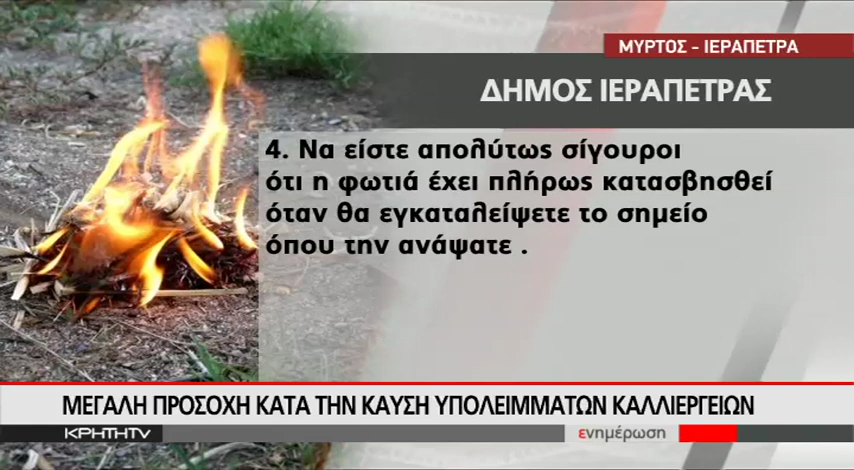 ΜΥΡΤΟΣ - ΙΕΡΑΠΕΤΡΑ
ΔΗΜΟΣ ΙΕΡΑΠΕΤΡΑΣ
4. Να είστε απολύτως σίγουροι
ότι η φωτιά έχει πλήρως κατασβησθεί
όταν θα εγκαταλείψετε το σημείο
όπου την ανάψατε .
ΜΕΓΑΛΗ ΠΡΟΣΟΧΗ ΚΑΤΑ ΤΗΝ ΚΑΥΣΗ ΥΠΟΛΕΙΜΜΑΤΩΝ ΚΑΛΛΙΕΡΓΕΙΩΝ
ΚΡΗΤΗTV
ενημέρωση